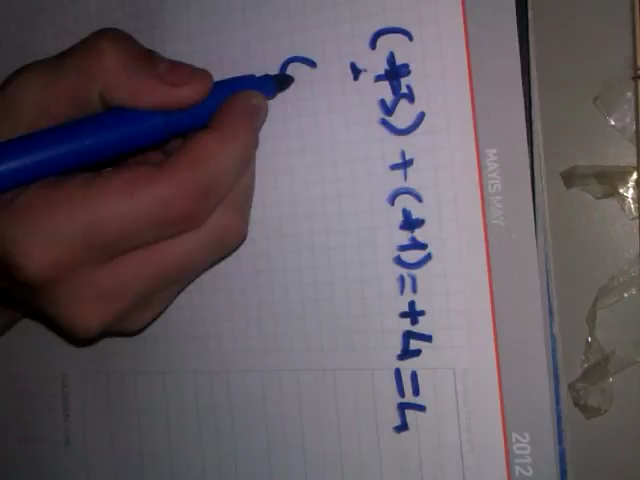 MAYIS MAY 2012
(+3) + (+1) = +4 = 4
(